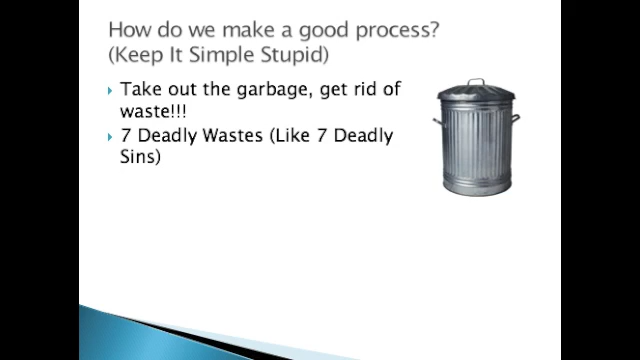 How do we make a good process?
(Keep It Simple Stupid)
Take out the garbage, get rid of
waste!!!
7 Deadly Wastes (Like 7 Deadly
Sins)